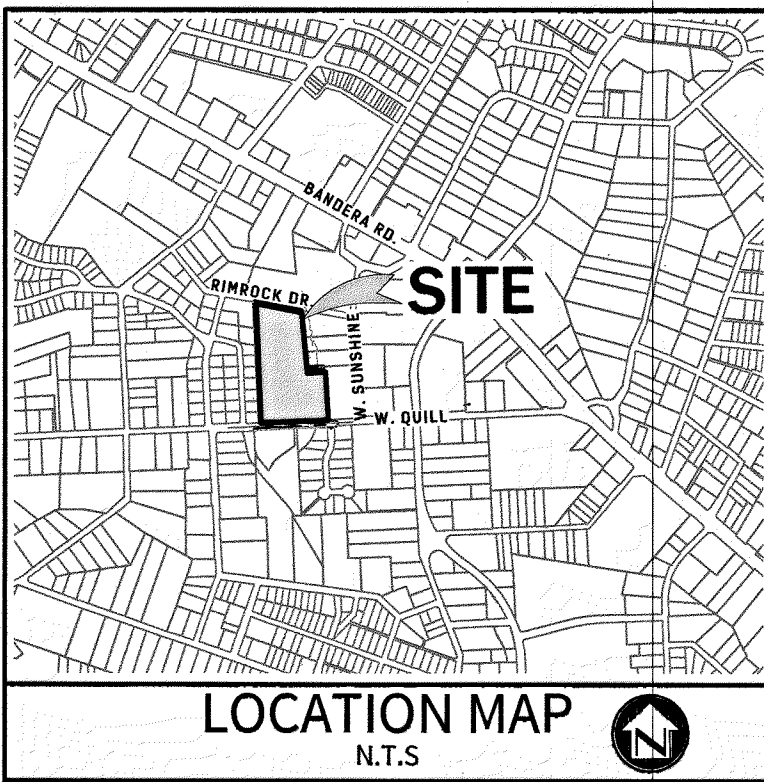 BANDERA RD.
RIMROCK DR.
SITE
W. SUNSHINE
W. QUILL
LOCATION MAP
N.T.S
N